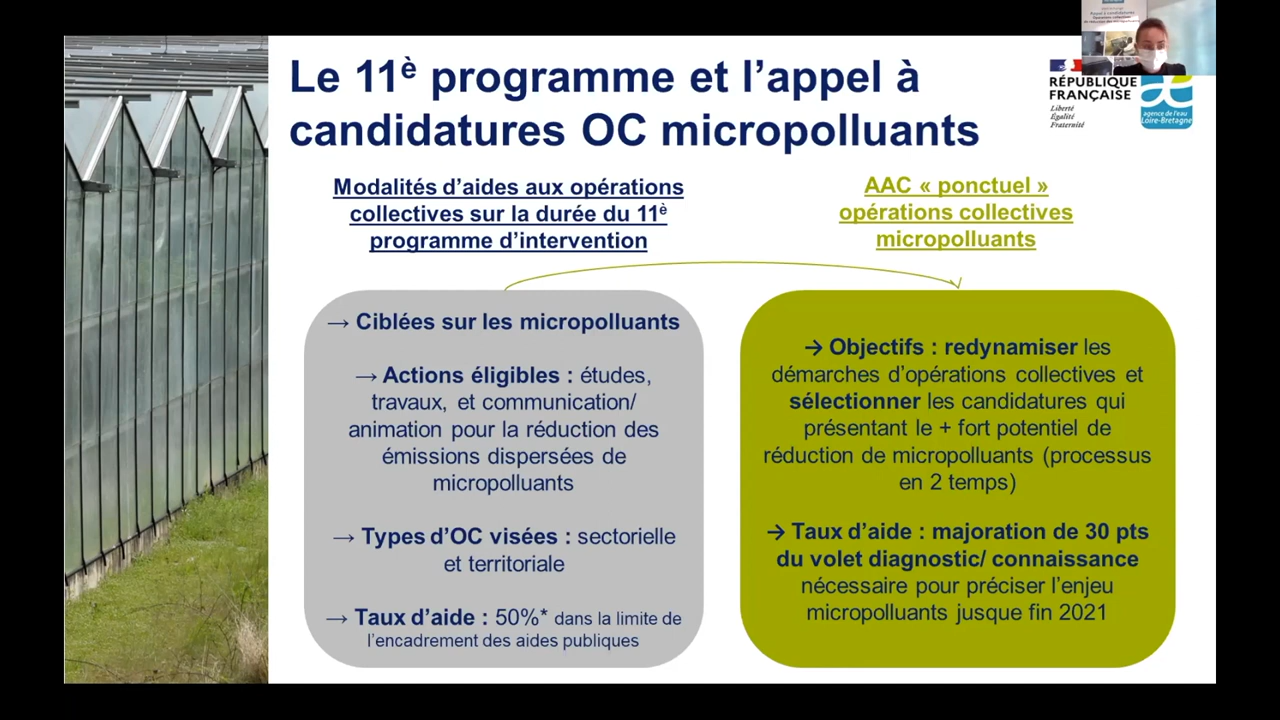 Le 11è programme et l'appel à
candidatures OC micropolluants
RÉPUBLIQUE
FRANÇAISE
Liberté
Égalité
Fraternité
agence de l'eau
Loire-Bretagne
Modalités d'aides aux opérations
collectives sur la durée du 11è
programme d'intervention
AAC « ponctuel »
opérations collectives
micropolluants
→ Ciblées sur les micropolluants
→ Actions éligibles : études,
travaux, et communication/
animation pour la réduction des
émissions dispersées de
micropolluants
→ Types d'OC visées : sectorielle
et territoriale
→ Taux d'aide : 50%* dans la limite de
l'encadrement des aides publiques
→ Objectifs : redynamiser les
démarches d'opérations collectives et
sélectionner les candidatures qui
présentant le + fort potentiel de
réduction de micropolluants (processus
en 2 temps)
→ Taux d'aide : majoration de 30 pts
du volet diagnostic/ connaissance
nécessaire pour préciser l'enjeu
micropolluants jusque fin 2021